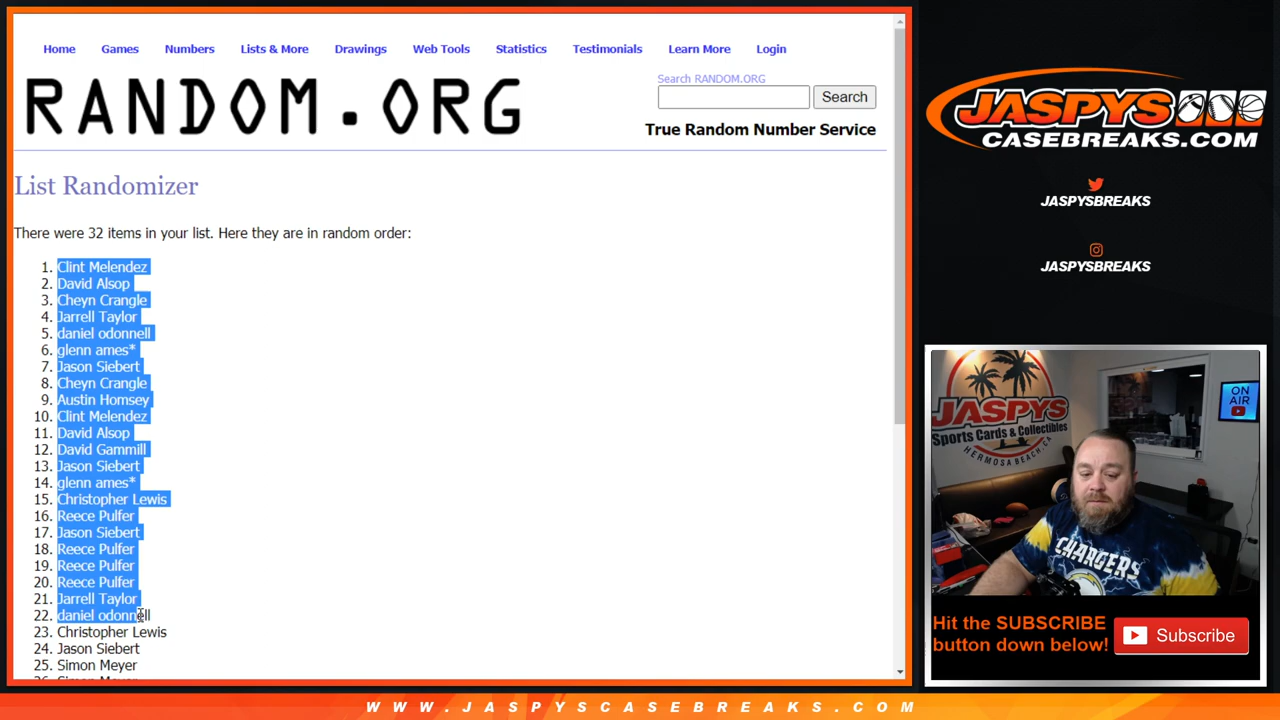 Home Games Numbers Lists & More Drawings Web Tools Statistics Testimonials Learn More Login
RANDOM.ORG
Search RANDOM.ORG
Search
True Random Number Service
List Randomizer
There were 32 items in your list. Here they are in random order:
1. Clint Melendez
2. David Alsop
3. Cheyn Crangle
4. Jarrell Taylor
5. daniel odonnell
6. glenn ames*
7. Jason Siebert
8. Cheyn Crangle
9. Austin Homsey
10. Clint Melendez
11. David Alsop
12. David Gammill
13. Jason Siebert
14. glenn ames*
15. Christopher Lewis
16. Reece Pulfer
17. Jason Siebert
18. Reece Pulfer
19. Reece Pulfer
20. Reece Pulfer
21. Jarrell Taylor
22. daniel odonnell
23. Christopher Lewis
24. Jason Siebert
25. Simon Meyer
26. Simon Meyer
JASPYS
CASEBREAKS.COM
JASPYSBREAKS
JASPYSBREAKS
JASPYS
Sports Cards & Collectibles
HERMOSA BEACH, CA
ON
AIR
CHARGERS
Hit the SUBSCRIBE
button down below!
Subscribe
WWW.JASPYSCASEBREAKS.COM